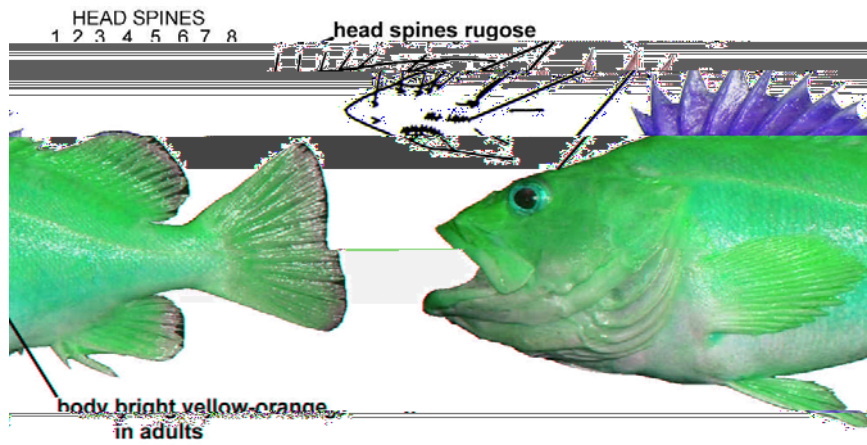 HEAD SPINES
1 2 3 4 5 6 7 8
head spines rugose
body bright yellow-orange
in adults